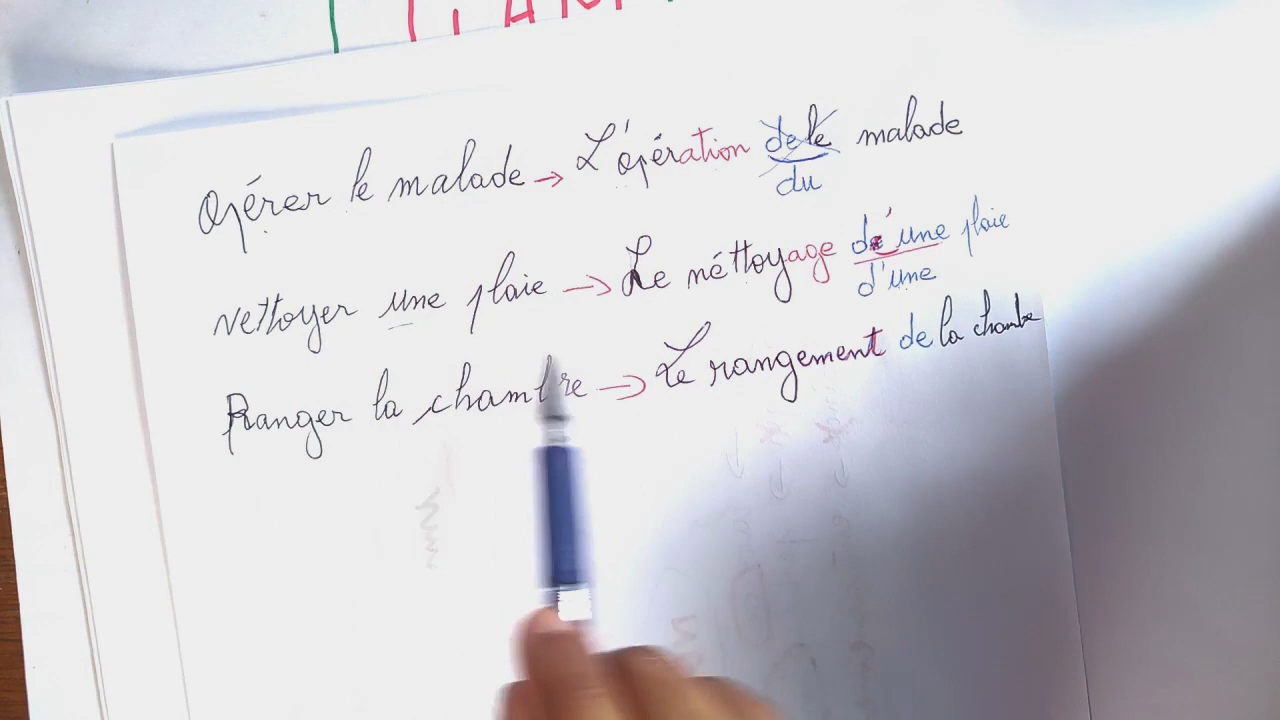 Opérer le malade → L'opération de le malade
du
nettoyer une plaie → Le néttoyage de une plaie
d'une
Ranger la chambre → Le rangement de la chambre